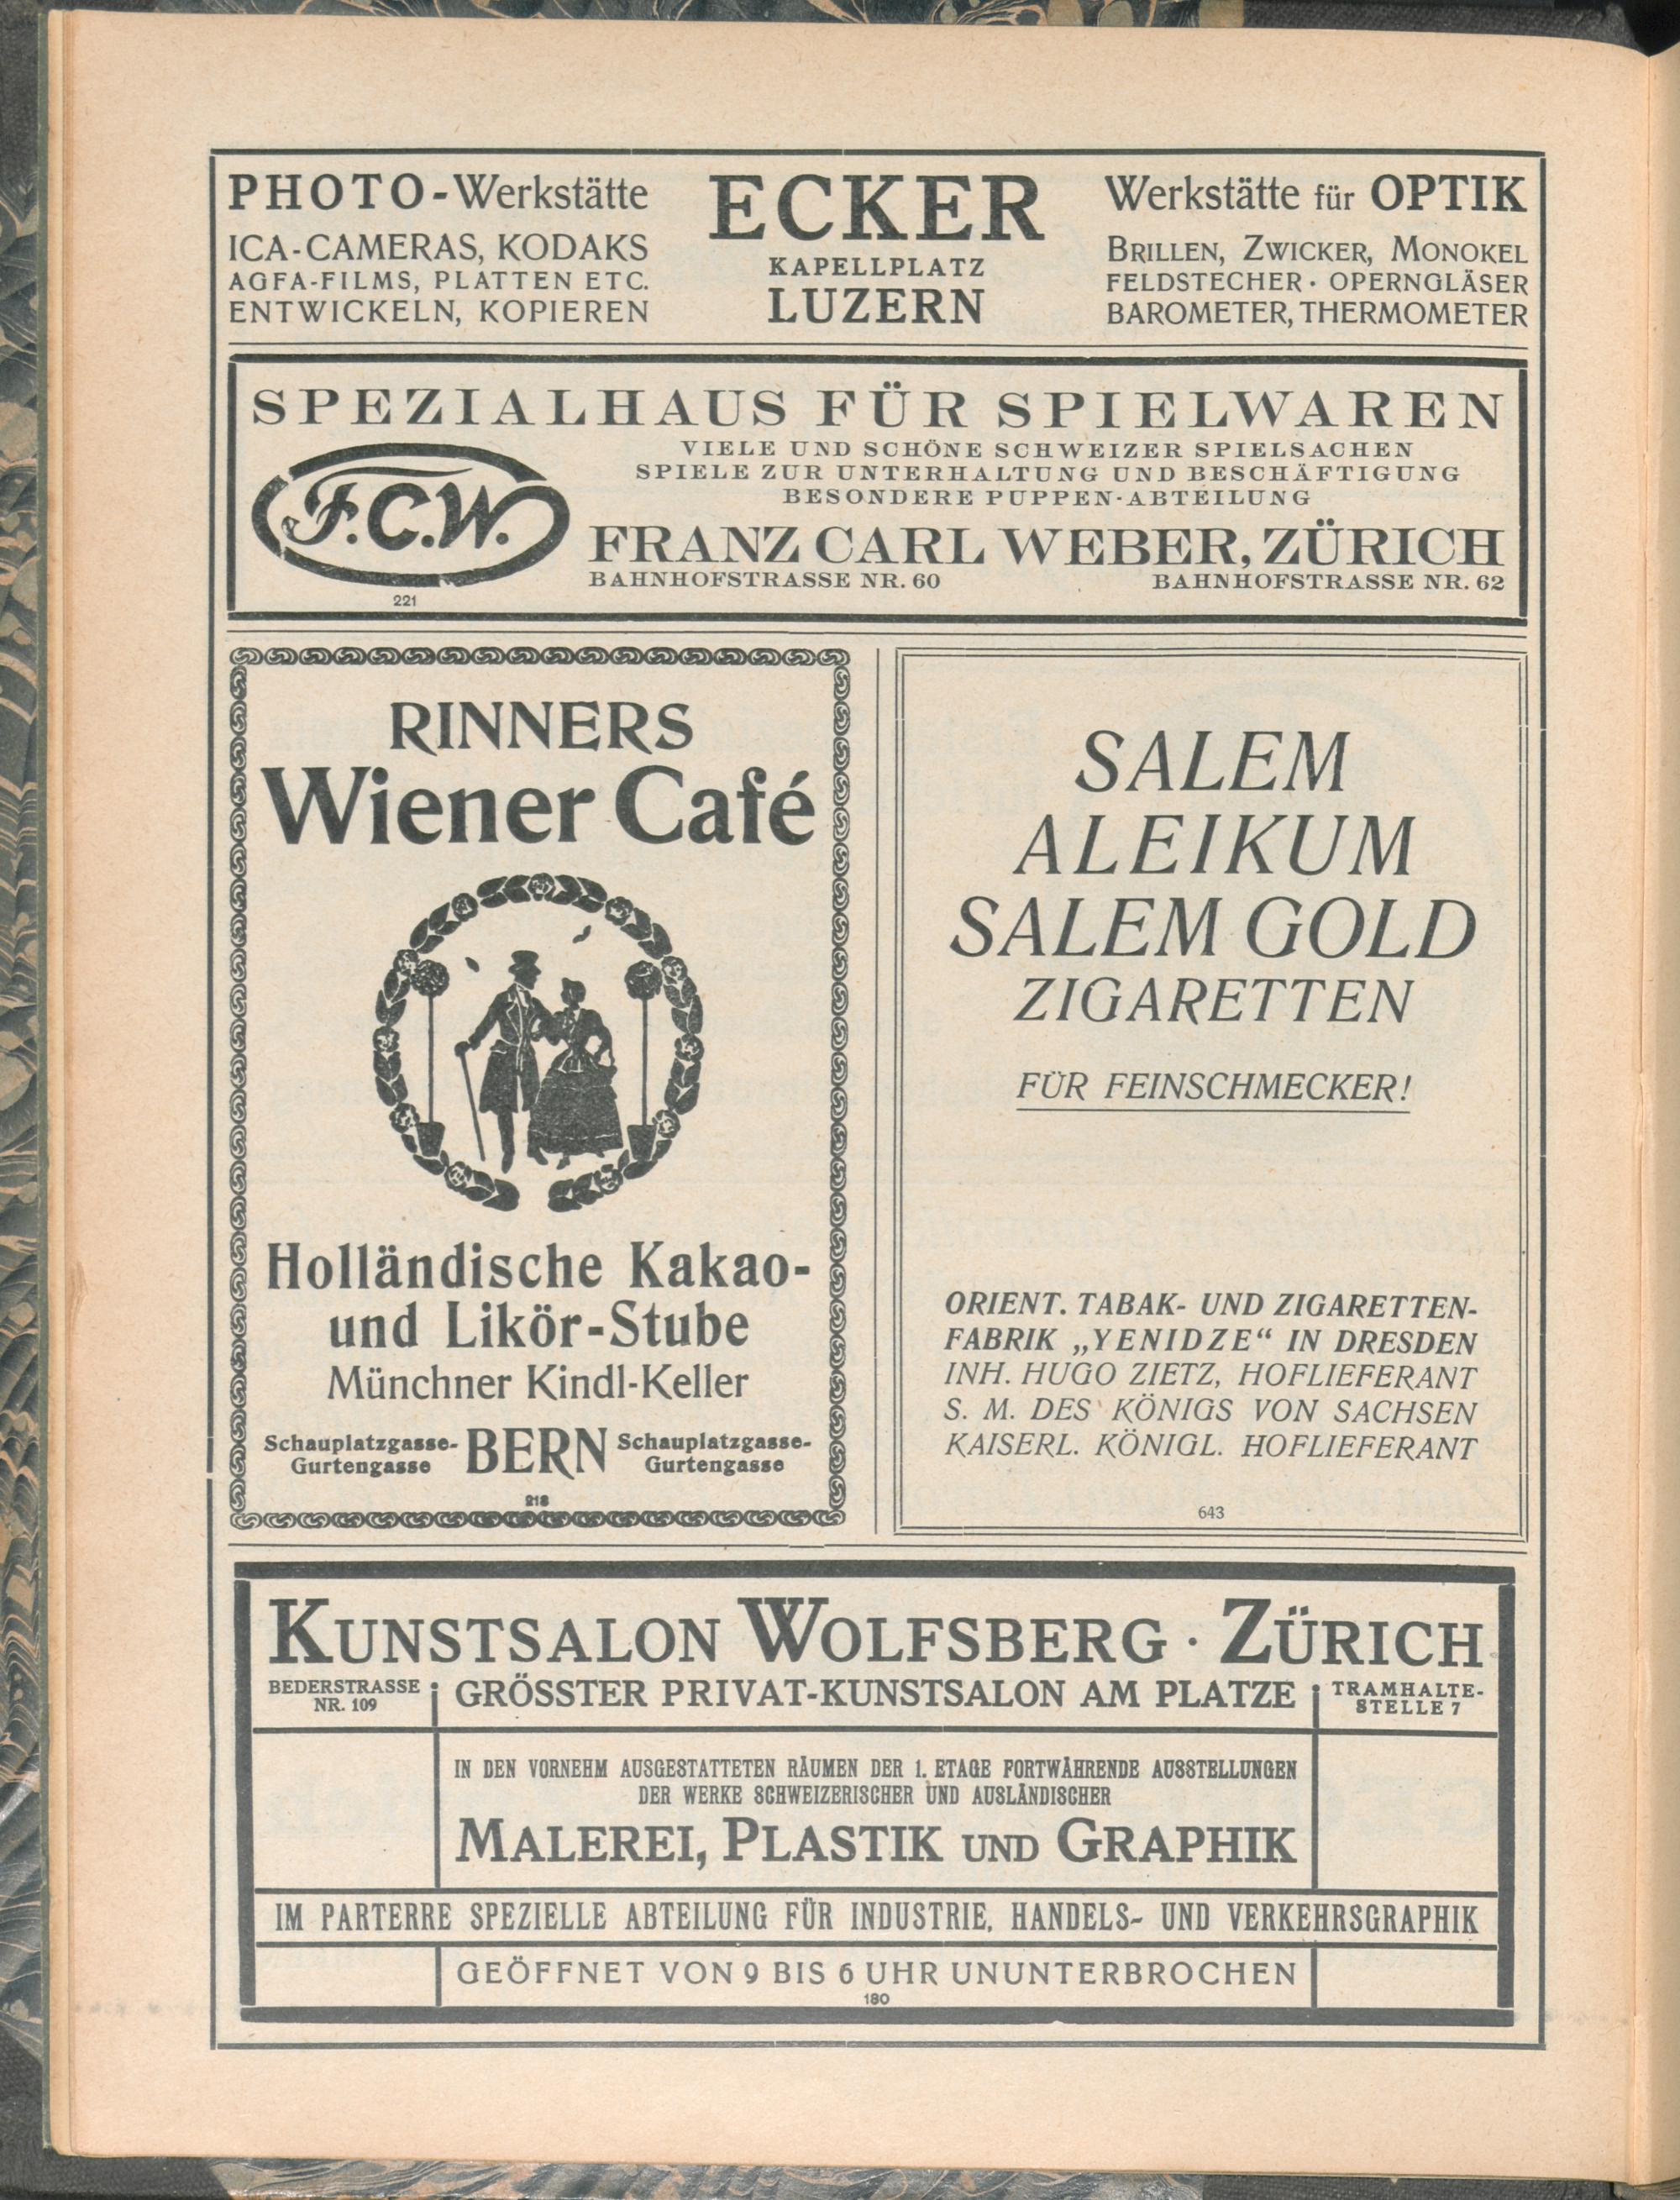 PHOTO-Werkstätte
ICA-CAMERAS, KODAKS
AGFA-FILMS, PLATTEN ETC.
ENTWICKELN, KOPIEREN
ECKER
KAPELLPLATZ
LUZERN
Werkstätte für OPTIK
BRILLEN, ZWICKER, MONOKEL
FELDSTECHER · OPERNGLÄSER
BAROMETER, THERMOMETER
SPEZIALHAUS FÜR SPIELWAREN
VIELE UND SCHÖNE SCHWEIZER SPIELSACHEN
SPIELE ZUR UNTERHALTUNG UND BESCHÄFTIGUNG
BESONDERE PUPPEN-ABTEILUNG
F.C.W.
FRANZ CARL WEBER, ZÜRICH
BAHNHOFSTRASSE NR. 60 BAHNHOFSTRASSE NR. 62
221
RINNERS
Wiener Café
Holländische Kakao-
und Likör-Stube
Münchner Kindl-Keller
Schauplatzgasse-
Gurtengasse
BERN
Schauplatzgasse-
Gurtengasse
218
SALEM
ALEIKUM
SALEM GOLD
ZIGARETTEN
FÜR FEINSCHMECKER!
ORIENT. TABAK- UND ZIGARETTEN-
FABRIK „YENIDZE“ IN DRESDEN
INH. HUGO ZIETZ, HOFLIEFERANT
S. M. DES KÖNIGS VON SACHSEN
KAISERL. KÖNIGL. HOFLIEFERANT
643
KUNSTSALON WOLFSBERG · ZÜRICH
BEDERSTRASSE
NR. 109
GRÖSSTER PRIVAT-KUNSTSALON AM PLATZE
TRAMHALTE-
STELLE 7
IN DEN VORNEHM AUSGESTATTETEN RÄUMEN DER 1. ETAGE FORTWÄHRENDE AUSSTELLUNGEN
DER WERKE SCHWEIZERISCHER UND AUSLÄNDISCHER
MALEREI, PLASTIK UND GRAPHIK
IM PARTERRE SPEZIELLE ABTEILUNG FÜR INDUSTRIE, HANDELS- UND VERKEHRSGRAPHIK
GEÖFFNET VON 9 BIS 6 UHR UNUNTERBROCHEN
180